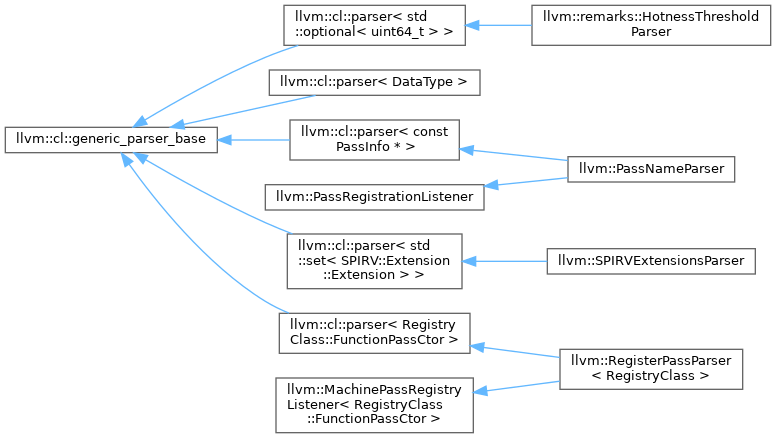 llvm::cl::parser< std
::optional< uint64_t > >
llvm::remarks::HotnessThreshold
Parser
llvm::cl::parser< DataType >
llvm::cl::generic_parser_base
llvm::cl::parser< const
PassInfo * >
llvm::PassNameParser
llvm::PassRegistrationListener
llvm::cl::parser< std
::set< SPIRV::Extension
::Extension > >
llvm::SPIRVExtensionsParser
llvm::cl::parser< Registry
Class::FunctionPassCtor >
llvm::RegisterPassParser
< RegistryClass >
llvm::MachinePassRegistry
Listener< RegistryClass
::FunctionPassCtor >